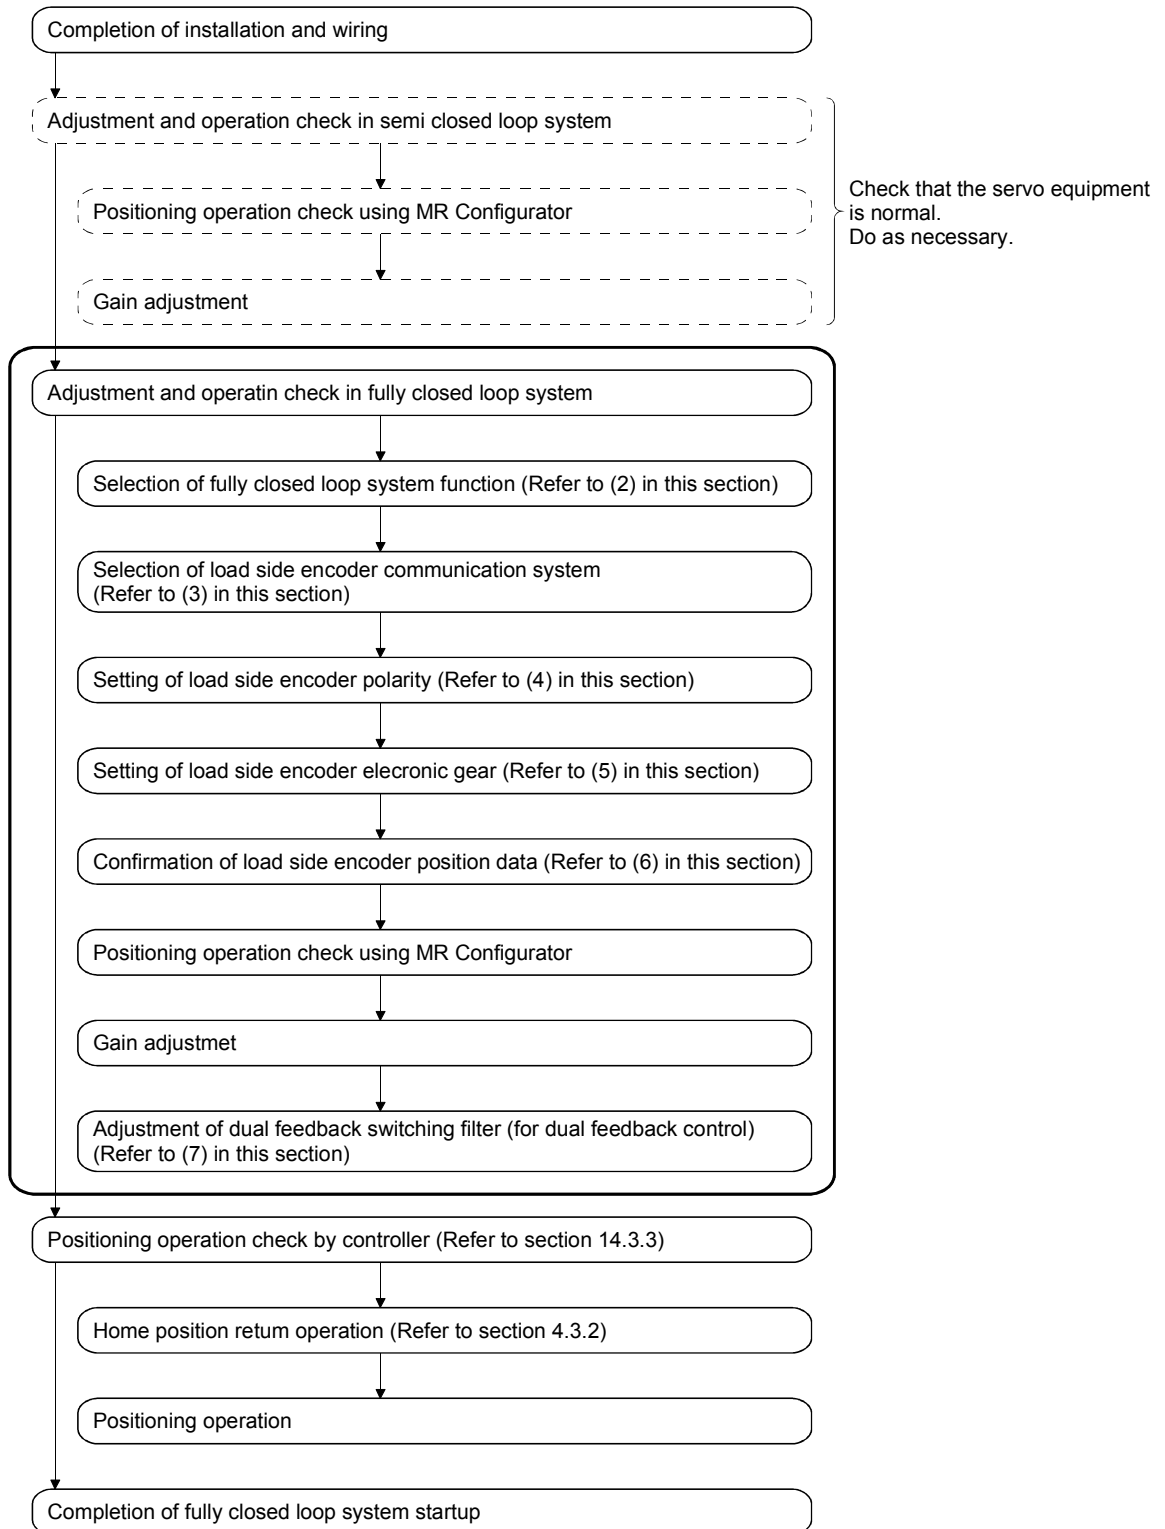 Completion of installation and wiring
Adjustment and operation check in semi closed loop system
Positioning operation check using MR Configurator
Gain adjustment
Check that the servo equipment
is normal.
Do as necessary.
Adjustment and operatin check in fully closed loop system
Selection of fully closed loop system function (Refer to (2) in this section)
Selection of load side encoder communication system
(Refer to (3) in this section)
Setting of load side encoder polarity (Refer to (4) in this section)
Setting of load side encoder elecronic gear (Refer to (5) in this section)
Confirmation of load side encoder position data (Refer to (6) in this section)
Positioning operation check using MR Configurator
Gain adjustmet
Adjustment of dual feedback switching filter (for dual feedback control)
(Refer to (7) in this section)
Positioning operation check by controller (Refer to section 14.3.3)
Home position retum operation (Refer to section 4.3.2)
Positioning operation
Completion of fully closed loop system startup